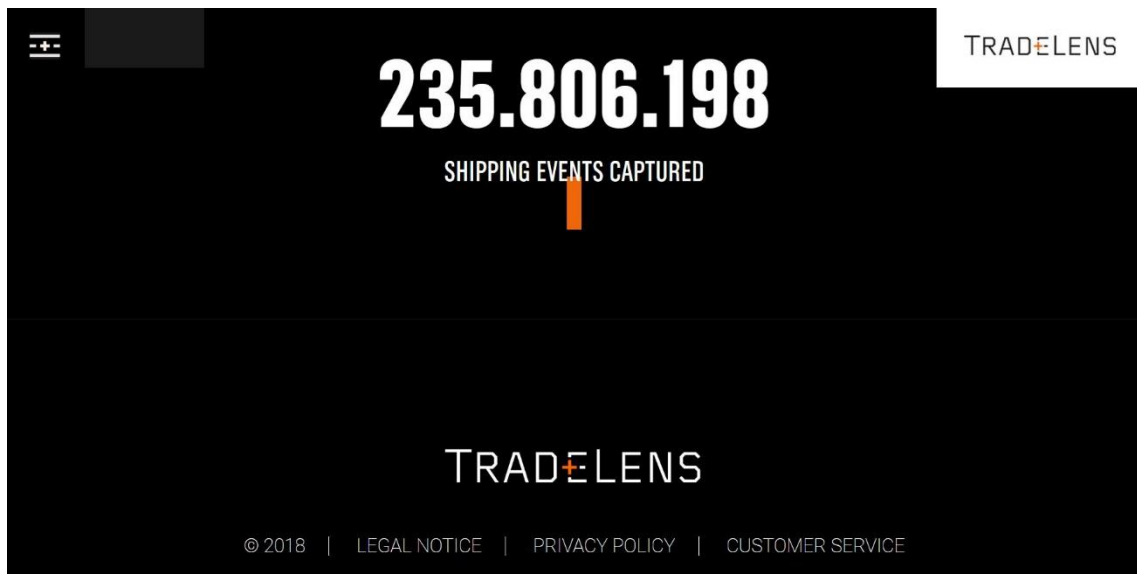 TRADELENS
235.806.198
SHIPPING EVENTS CAPTURED
TRADELENS
© 2018 | LEGAL NOTICE | PRIVACY POLICY | CUSTOMER SERVICE